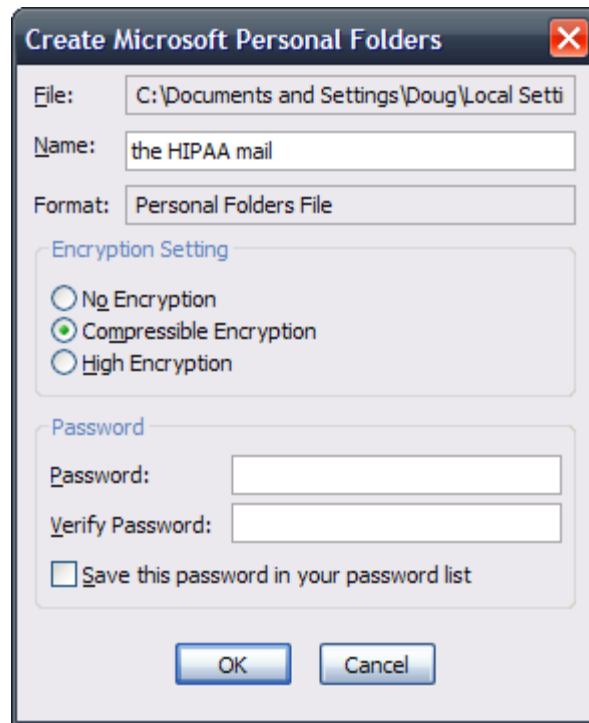 Create Microsoft Personal Folders
File: C:\Documents and Settings\Doug\Local Setti
Name: the HIPAA mail
Format: Personal Folders File
Encryption Setting
No Encryption
Compressible Encryption
High Encryption
Password
Password:
Verify Password:
Save this password in your password list
OK Cancel